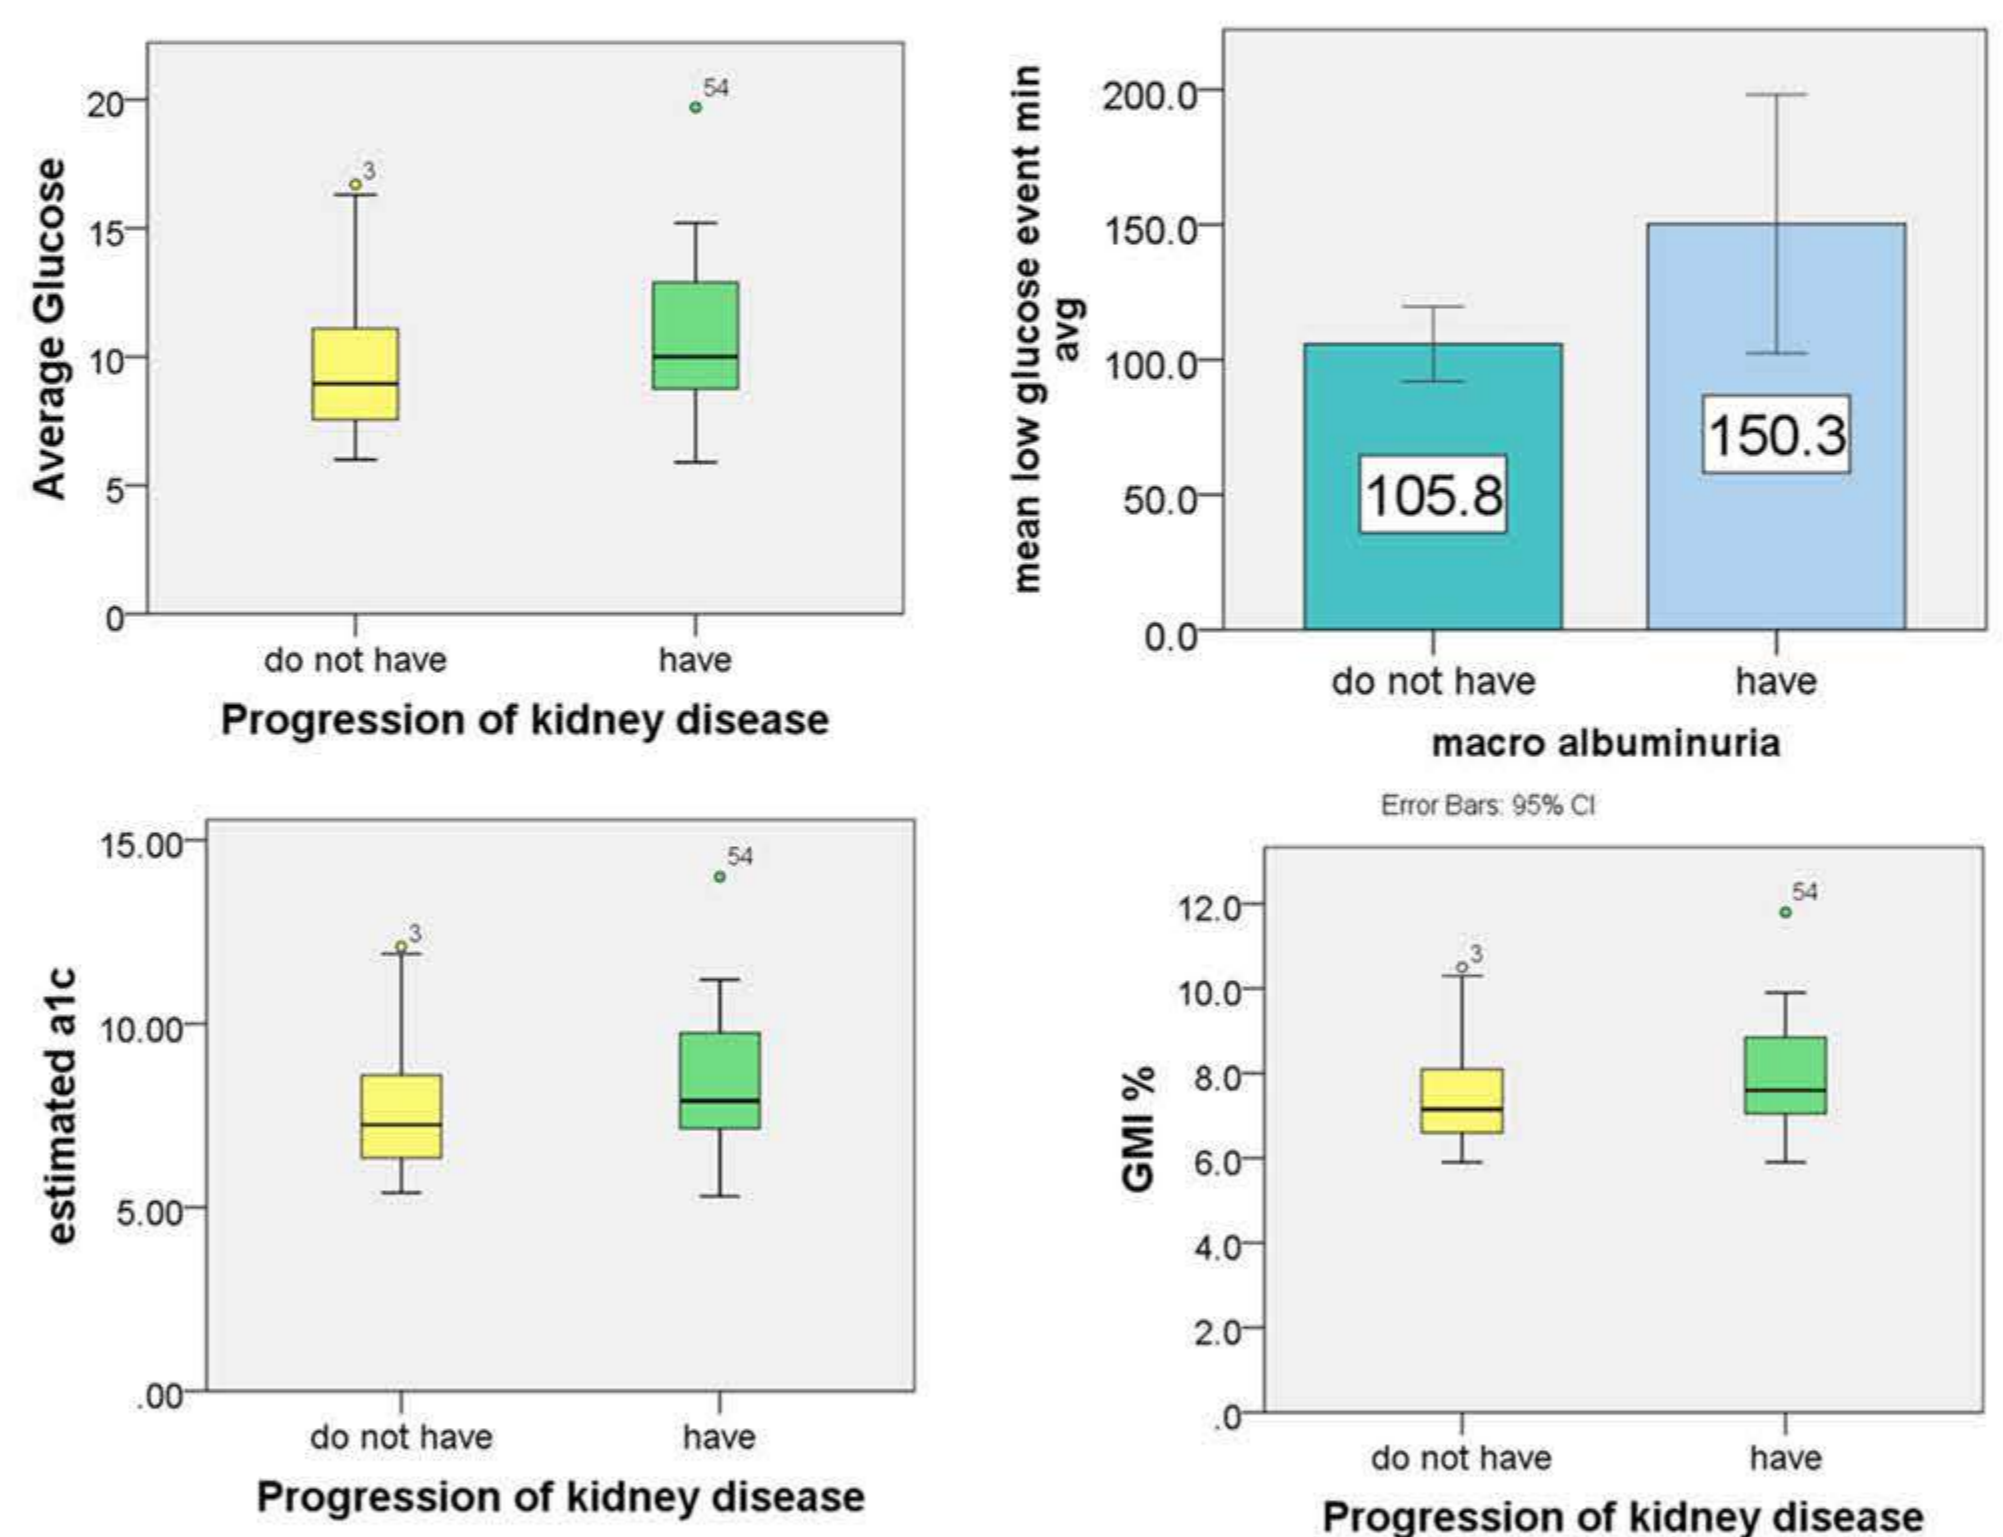 Average Glucose
20
15
10
5
0
3
54
do not have
have
Progression of kidney disease
mean low glucose event min
avg
200.0
150.0
100.0
50.0
0.0
105.8
150.3
do not have
have
macro albuminuria
Error Bars: 95% CI
estimated a1c
15.00
10.00
5.00
.00
3
54
do not have
have
Progression of kidney disease
GMI %
12.0
10.0
8.0
6.0
4.0
2.0
.0
3
54
do not have
have
Progression of kidney disease